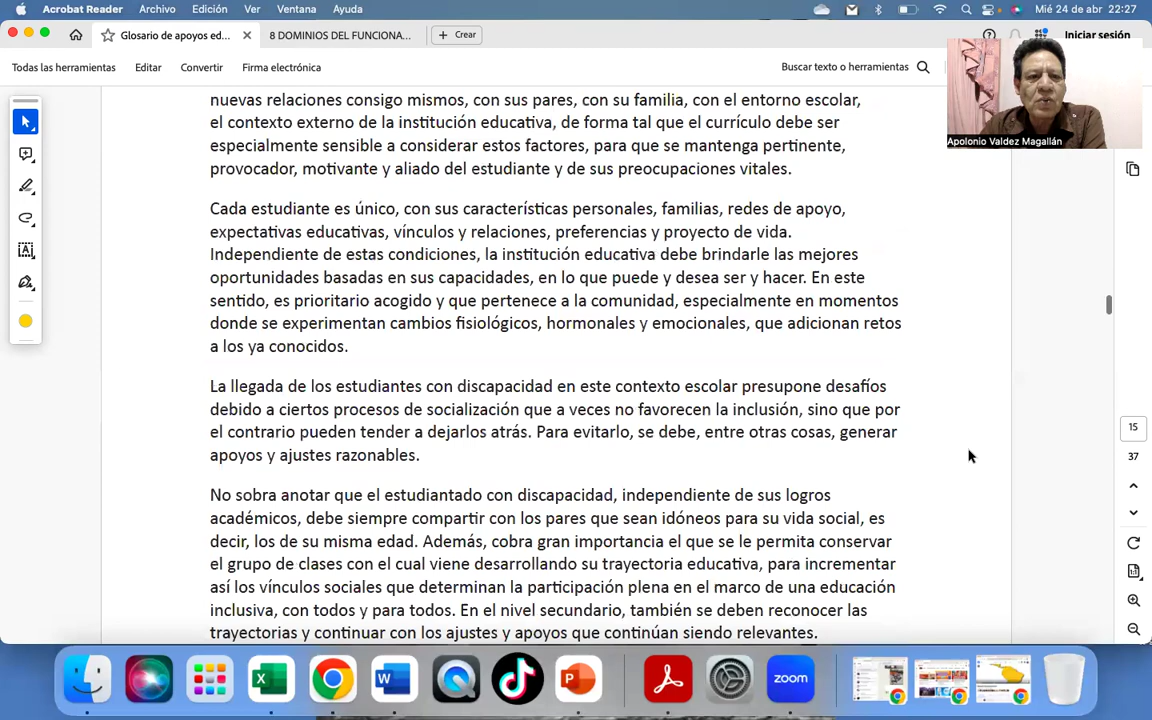 Acrobat Reader Archivo Edición Ver Ventana Ayuda Mié 24 de abr 22:27
Glosario de apoyos ed... 8 DOMINIOS DEL FUNCIONA... + Crear Iniciar sesión
Todas las herramientas Editar Convertir Firma electrónica Buscar texto o herramientas
Apolonio Valdez Magallán
nuevas relaciones consigo mismos, con sus pares, con su familia, con el entorno escolar,
el contexto externo de la institución educativa, de forma tal que el currículo debe ser
especialmente sensible a considerar estos factores, para que se mantenga pertinente,
provocador, motivante y aliado del estudiante y de sus preocupaciones vitales.
Cada estudiante es único, con sus características personales, familias, redes de apoyo,
expectativas educativas, vínculos y relaciones, preferencias y proyecto de vida.
Independiente de estas condiciones, la institución educativa debe brindarle las mejores
oportunidades basadas en sus capacidades, en lo que puede y desea ser y hacer. En este
sentido, es prioritario acogido y que pertenece a la comunidad, especialmente en momentos
donde se experimentan cambios fisiológicos, hormonales y emocionales, que adicionan retos
a los ya conocidos.
La llegada de los estudiantes con discapacidad en este contexto escolar presupone desafíos
debido a ciertos procesos de socialización que a veces no favorecen la inclusión, sino que por
el contrario pueden tender a dejarlos atrás. Para evitarlo, se debe, entre otras cosas, generar
apoyos y ajustes razonables.
No sobra anotar que el estudiantado con discapacidad, independiente de sus logros
académicos, debe siempre compartir con los pares que sean idóneos para su vida social, es
decir, los de su misma edad. Además, cobra gran importancia el que se le permita conservar
el grupo de clases con el cual viene desarrollando su trayectoria educativa, para incrementar
así los vínculos sociales que determinan la participación plena en el marco de una educación
inclusiva, con todos y para todos. En el nivel secundario, también se deben reconocer las
trayectorias y continuar con los ajustes y apoyos que continúan siendo relevantes.
15
37
zoom